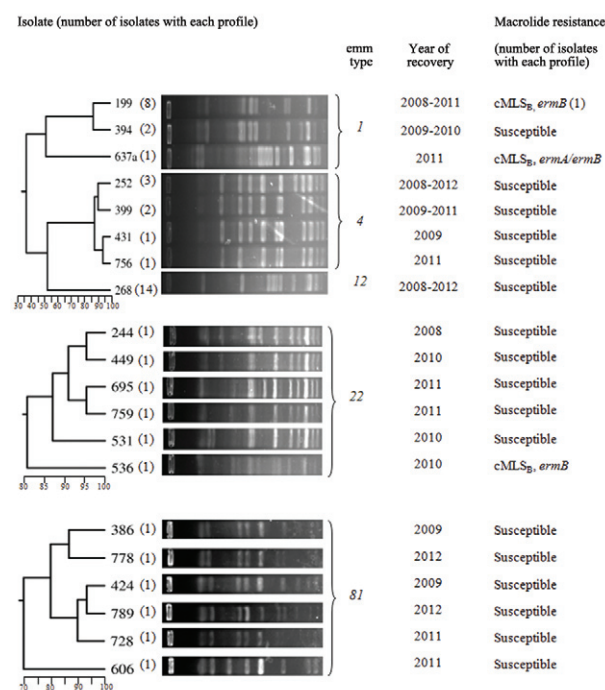 Isolate (number of isolates with each profile)
Macrolide resistance
emm type
Year of recovery
(number of isolates with each profile)
199 (8) 1 2008-2011 cMLSB, ermB (1)
394 (2) 2009-2010 Susceptible
637a (1) 2011 cMLSB, ermA/ermB
252 (3) 4 2008-2012 Susceptible
399 (2) 2009-2011 Susceptible
431 (1) 2009 Susceptible
756 (1) 2011 Susceptible
268 (14) 12 2008-2012 Susceptible
30 40 50 60 70 80 90 100
244 (1) 22 2008 Susceptible
449 (1) 2010 Susceptible
695 (1) 2011 Susceptible
759 (1) 2011 Susceptible
531 (1) 2010 Susceptible
536 (1) 2010 cMLSB, ermB
80 85 90 95 100
386 (1) 81 2009 Susceptible
778 (1) 2012 Susceptible
424 (1) 2009 Susceptible
789 (1) 2012 Susceptible
728 (1) 2011 Susceptible
606 (1) 2011 Susceptible
70 80 90 100